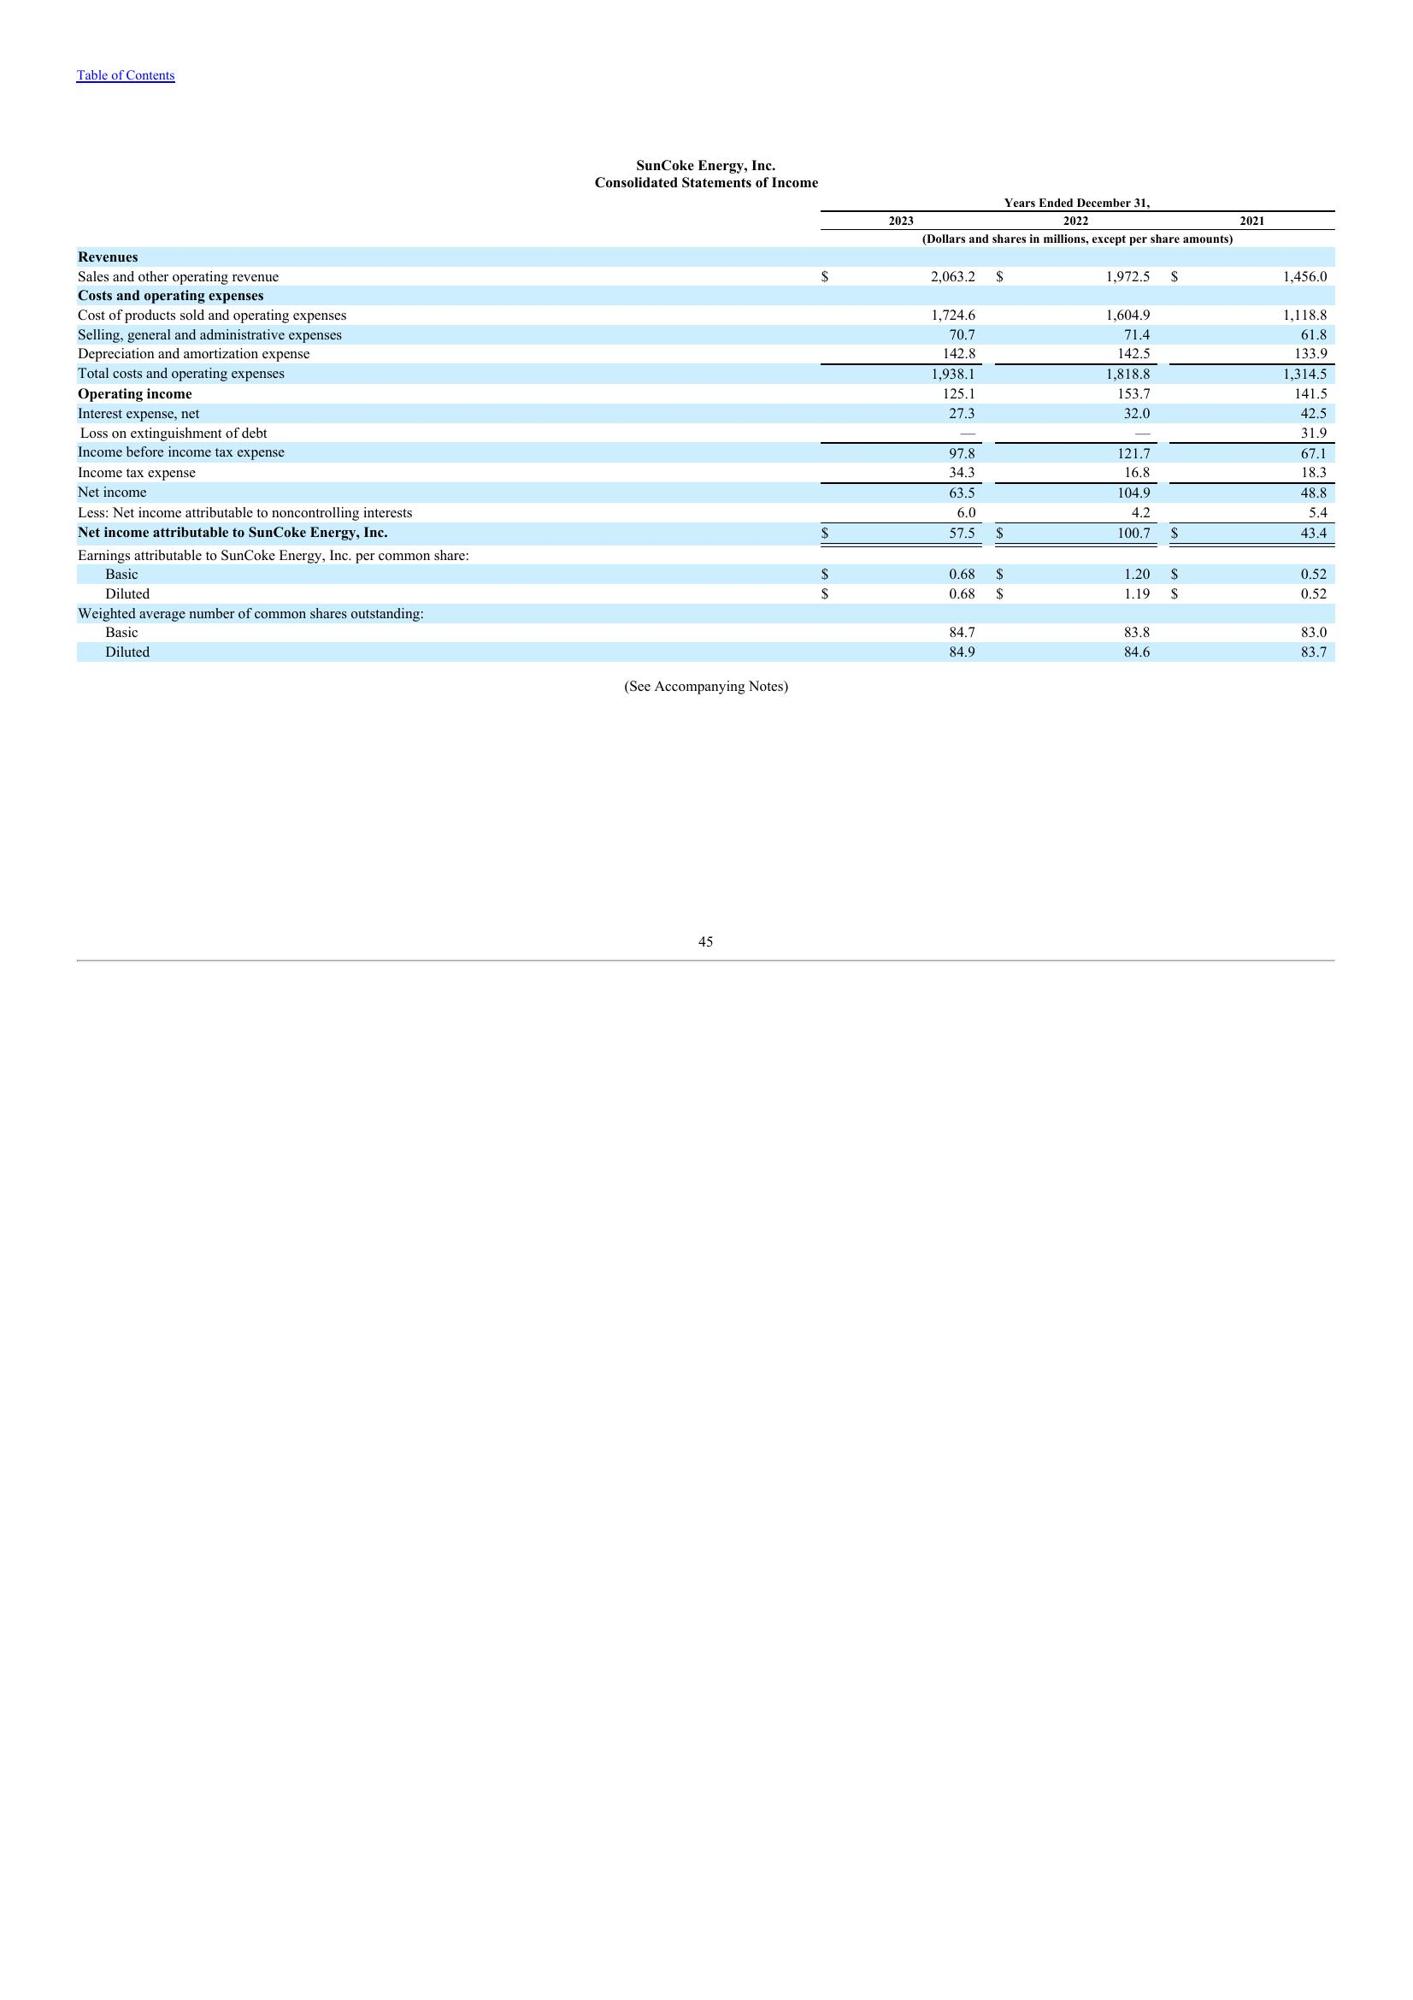 Table of Contents
SunCoke Energy, Inc.
Consolidated Statements of Income
Years Ended December 31,
2023 2022 2021
(Dollars and shares in millions, except per share amounts)
Revenues
Sales and other operating revenue $ 2,063.2 $ 1,972.5 $ 1,456.0
Costs and operating expenses
Cost of products sold and operating expenses 1,724.6 1,604.9 1,118.8
Selling, general and administrative expenses 70.7 71.4 61.8
Depreciation and amortization expense 142.8 142.5 133.9
Total costs and operating expenses 1,938.1 1,818.8 1,314.5
Operating income 125.1 153.7 141.5
Interest expense, net 27.3 32.0 42.5
Loss on extinguishment of debt — — 31.9
Income before income tax expense 97.8 121.7 67.1
Income tax expense 34.3 16.8 18.3
Net income 63.5 104.9 48.8
Less: Net income attributable to noncontrolling interests 6.0 4.2 5.4
Net income attributable to SunCoke Energy, Inc. $ 57.5 $ 100.7 $ 43.4
Earnings attributable to SunCoke Energy, Inc. per common share:
Basic $ 0.68 $ 1.20 $ 0.52
Diluted $ 0.68 $ 1.19 $ 0.52
Weighted average number of common shares outstanding:
Basic 84.7 83.8 83.0
Diluted 84.9 84.6 83.7
(See Accompanying Notes)
45